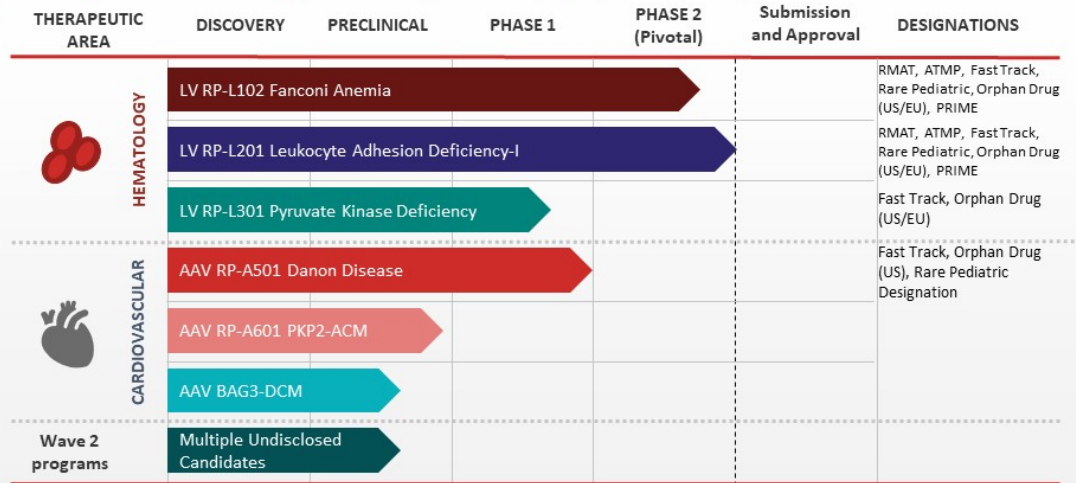 THERAPEUTIC
AREA
DISCOVERY
PRECLINICAL
PHASE 1
PHASE 2
(Pivotal)
Submission
and Approval
DESIGNATIONS
HEMATOLOGY
LV RP-L102 Fanconi Anemia
RMAT, ATMP, Fast Track,
Rare Pediatric, Orphan Drug
(US/EU), PRIME
LV RP-L201 Leukocyte Adhesion Deficiency-I
RMAT, ATMP, Fast Track,
Rare Pediatric, Orphan Drug
(US/EU), PRIME
LV RP-L301 Pyruvate Kinase Deficiency
Fast Track, Orphan Drug
(US/EU)
CARDIOVASCULAR
AAV RP-A501 Danon Disease
Fast Track, Orphan Drug
(US), Rare Pediatric
Designation
AAV RP-A601 PKP2-ACM
AAV BAG3-DCM
Wave 2
programs
Multiple Undisclosed
Candidates